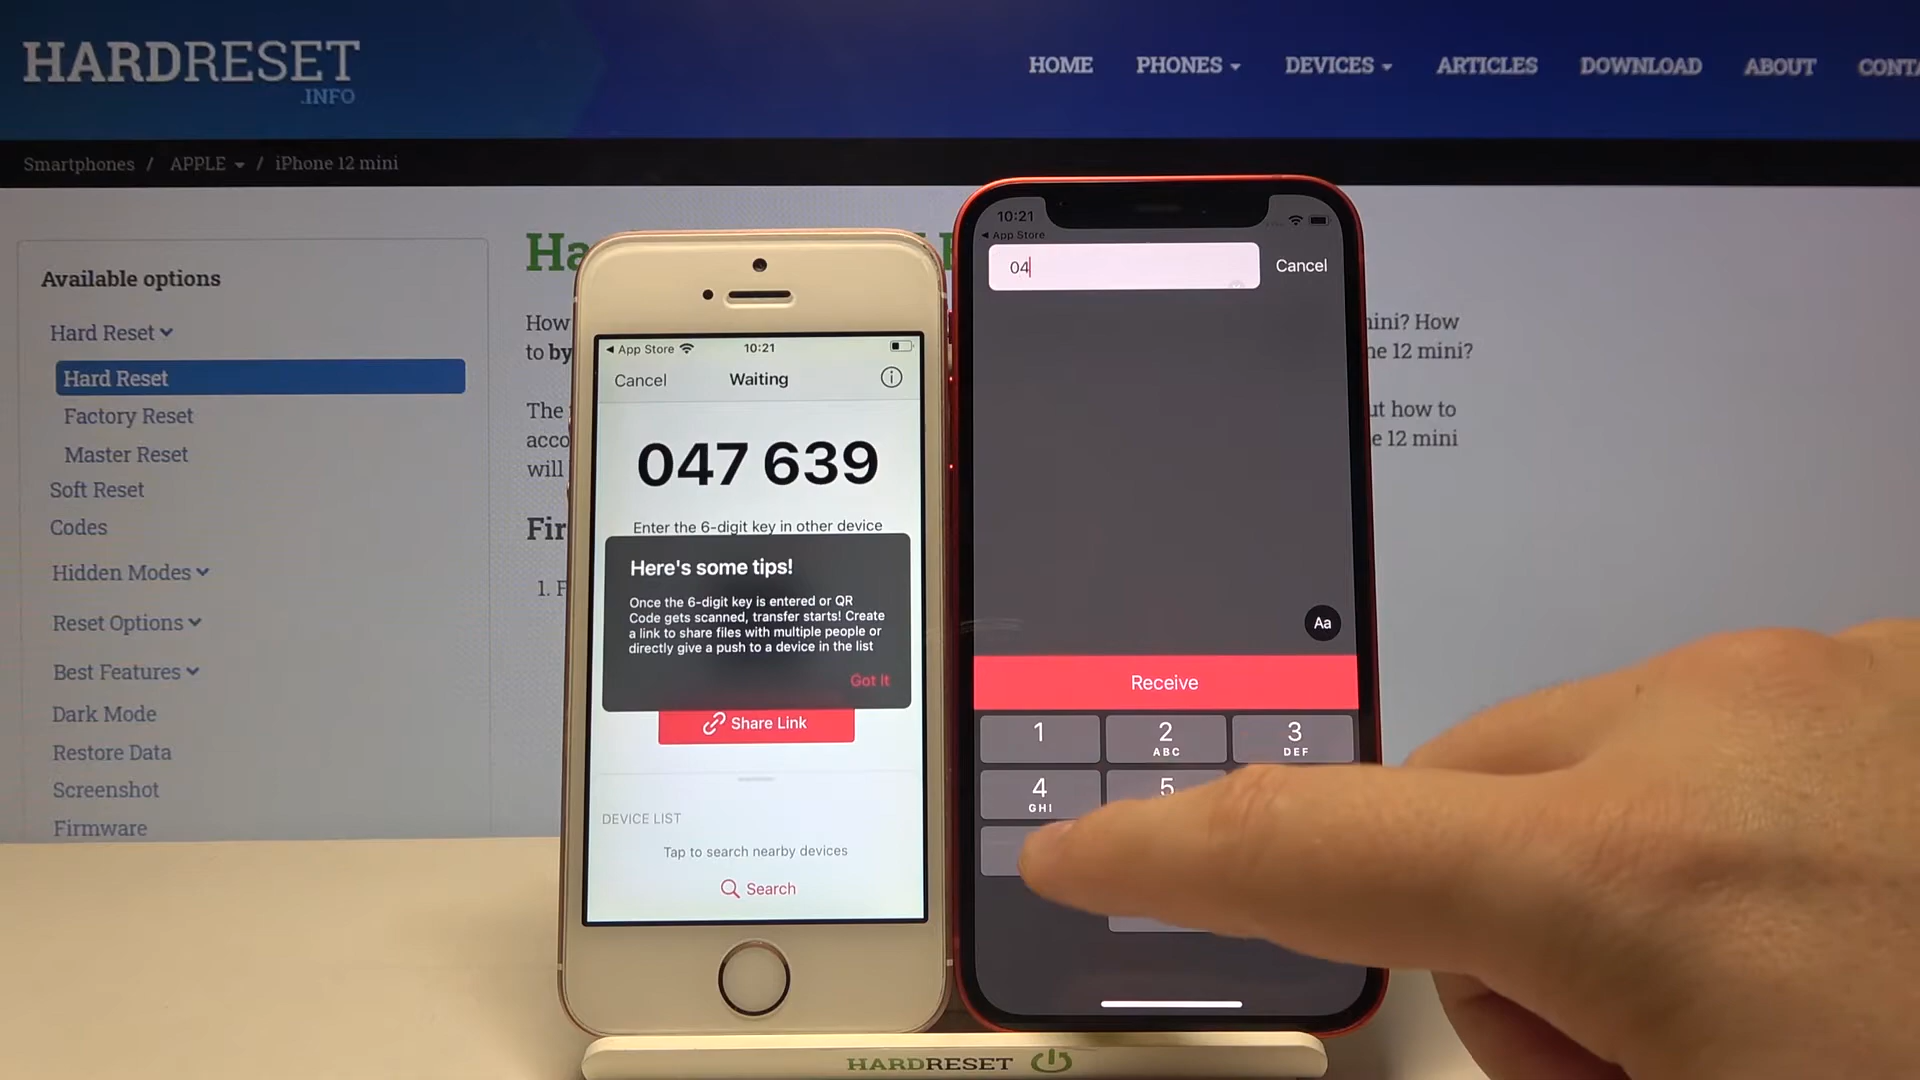 HARDRESET
.INFO
HOME
PHONES
DEVICES
ARTICLES
DOWNLOAD
ABOUT
Smartphones / APPLE / iPhone 12 mini
Available options
Hard Reset
Hard Reset
Factory Reset
Master Reset
Soft Reset
Codes
Hidden Modes
Reset Options
Best Features
Dark Mode
Restore Data
Screenshot
Firmware
How
to by
mini? How
12 mini?
The
how to
12 mini
will
1.
App Store
10:21
Cancel
Waiting
047 639
Enter the 6-digit key in other device
Here's some tips!
Once the 6-digit key is entered or QR
Code gets scanned, transfer starts! Create
a link to share files with multiple people or
directly give a push to a device in the list
Got It
Share Link
DEVICE LIST
Tap to search nearby devices
Search
10:21
App Store
04
Cancel
Aa
Receive
1
2
ABC
3
DEF
4
GHI
5
HARDRESET